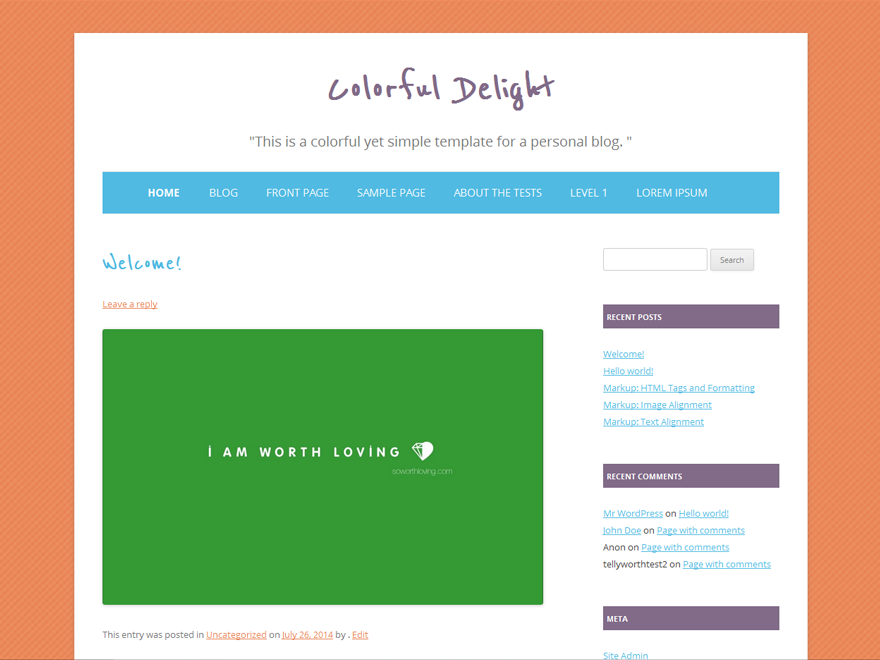 Colorful Delight
"This is a colorful yet simple template for a personal blog. "
HOME BLOG FRONT PAGE SAMPLE PAGE ABOUT THE TESTS LEVEL 1 LOREM IPSUM
Welcome!
Leave a reply
i AM WORTH LOViNG
soworthloving.com
This entry was posted in Uncategorized on July 26, 2014 by . Edit
Search
RECENT POSTS
Welcome!
Hello world!
Markup: HTML Tags and Formatting
Markup: Image Alignment
Markup: Text Alignment
RECENT COMMENTS
Mr WordPress on Hello world!
John Doe on Page with comments
Anon on Page with comments
tellyworthtest2 on Page with comments
META
Site Admin